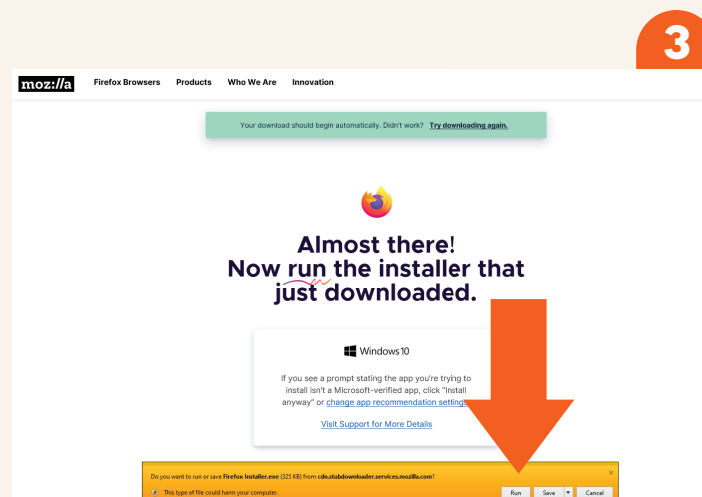 3
moz://a Firefox Browsers Products Who We Are Innovation
Your download should begin automatically. Didn't work? Try downloading again.
Almost there!
Now run the installer that
just downloaded.
Windows 10
If you see a prompt stating the app you're trying to
install isn't a Microsoft-verified app, click "Install
anyway" or change app recommendation settings
Visit Support for More Details
Do you want to run or save Firefox Installer.exe (325 KB) from cdn.stubdownloader.services.mozilla.com?
This type of file could harm your computer.
Run Save Cancel